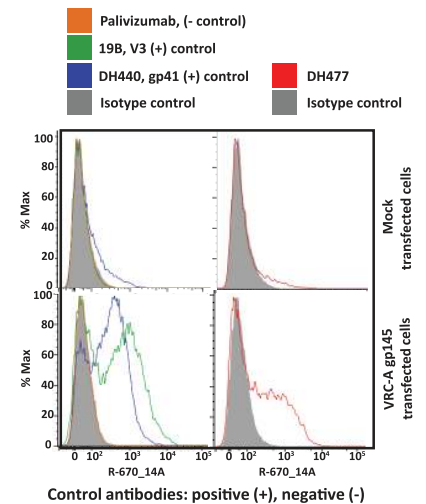 Palivizumab, (- control)
19B, V3 (+) control
DH440, gp41 (+) control
DH477
Isotype control
Isotype control
100
80
60
40
20
0
% Max
Mock
transfected cells
100
80
60
40
20
0
% Max
VRC-A gp145
transfected cells
0 10² 10³ 10⁴ 10⁵
0 10² 10³ 10⁴ 10⁵
R-670_14A
R-670_14A
Control antibodies: positive (+), negative (-)